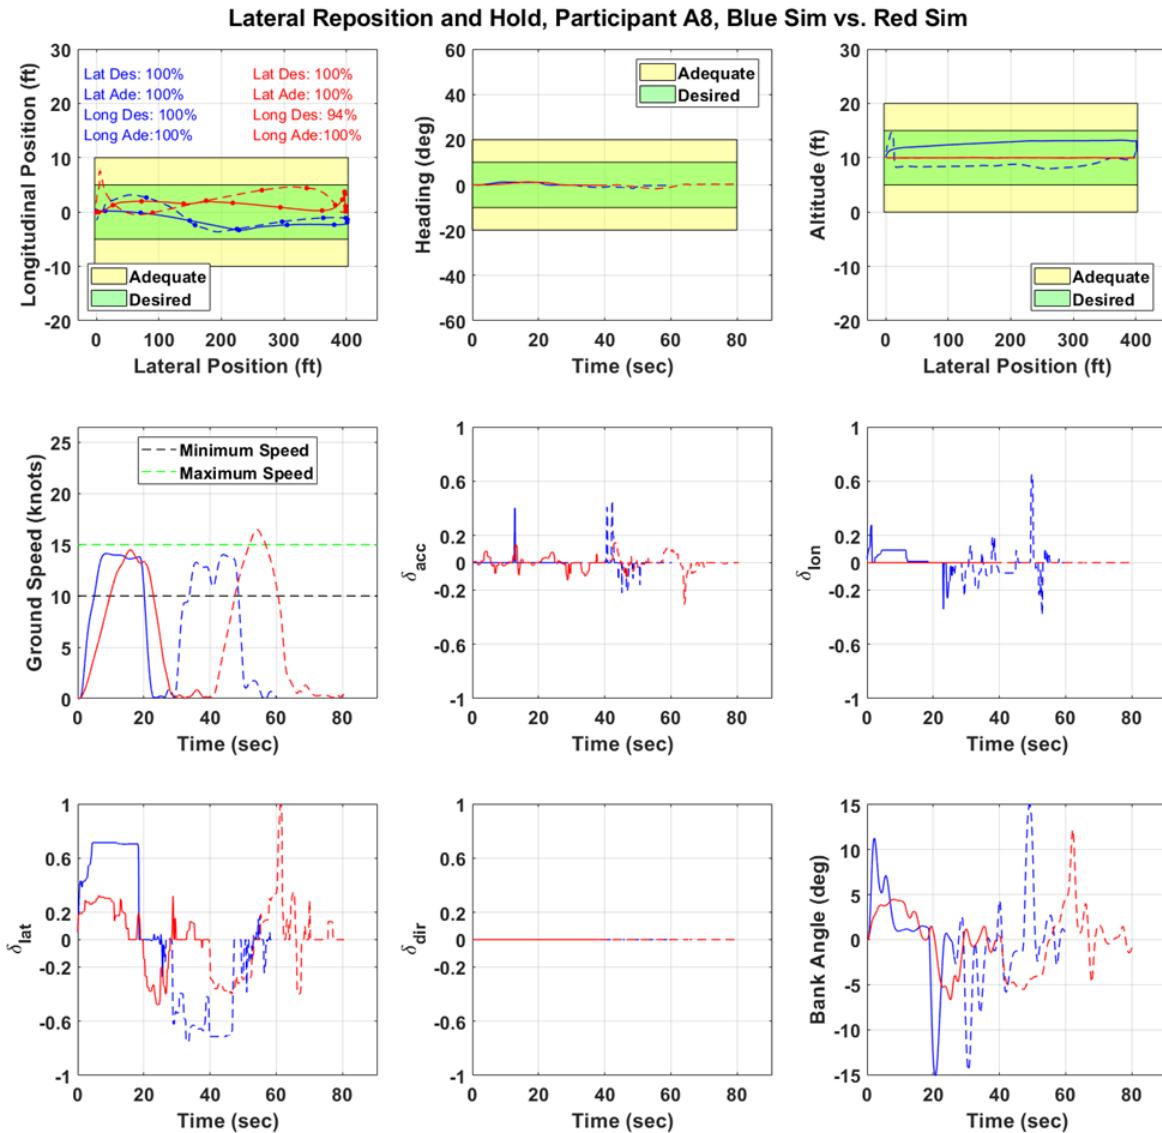 Lateral Reposition and Hold, Participant A8, Blue Sim vs. Red Sim
Longitudinal Position (ft)
30
20
10
0
-10
-20
Lat Des: 100%
Lat Ade: 100%
Long Des: 100%
Long Ade:100%
Lat Des: 100%
Lat Ade: 100%
Long Des: 94%
Long Ade:100%
Adequate
Desired
0 100 200 300 400
Lateral Position (ft)
Heading (deg)
60
40
20
0
-20
-40
-60
Adequate
Desired
0 20 40 60 80
Time (sec)
Altitude (ft)
30
20
10
0
-10
-20
Adequate
Desired
0 100 200 300 400
Lateral Position (ft)
Ground Speed (knots)
25
20
15
10
5
0
Minimum Speed
Maximum Speed
0 20 40 60 80
Time (sec)
δacc
1
0.6
0.2
0
-0.2
-0.6
-1
0 20 40 60 80
Time (sec)
δlon
1
0.6
0.2
0
-0.2
-0.6
-1
0 20 40 60 80
Time (sec)
δlat
1
0.6
0.2
0
-0.2
-0.6
-1
0 20 40 60 80
Time (sec)
δdir
1
0.6
0.2
0
-0.2
-0.6
-1
0 20 40 60 80
Time (sec)
Bank Angle (deg)
15
10
5
0
-5
-10
-15
0 20 40 60 80
Time (sec)